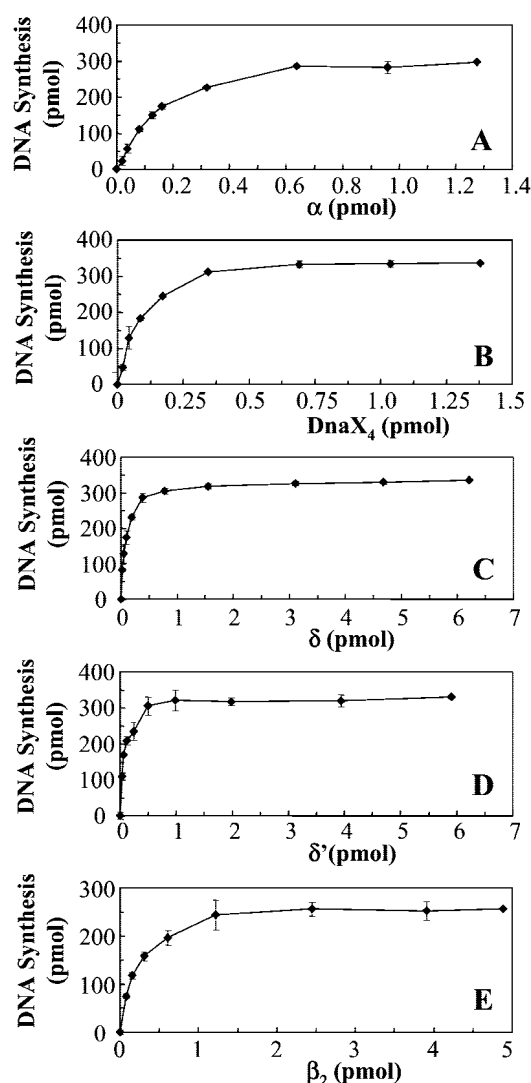 DNA Synthesis
(pmol)
400
300
200
100
0
A
0.0 0.2 0.4 0.6 0.8 1.0 1.2 1.4
α (pmol)
DNA Synthesis
(pmol)
400
300
200
100
0
B
0 0.25 0.50 0.75 1.00 1.25 1.5
DnaX₄ (pmol)
DNA Synthesis
(pmol)
400
300
200
100
0
C
0 1 2 3 4 5 6 7
δ (pmol)
DNA Synthesis
(pmol)
400
300
200
100
0
D
0 1 2 3 4 5 6 7
δ’(pmol)
DNA Synthesis
(pmol)
300
200
100
0
E
0 1 2 3 4 5
β₂ (pmol)